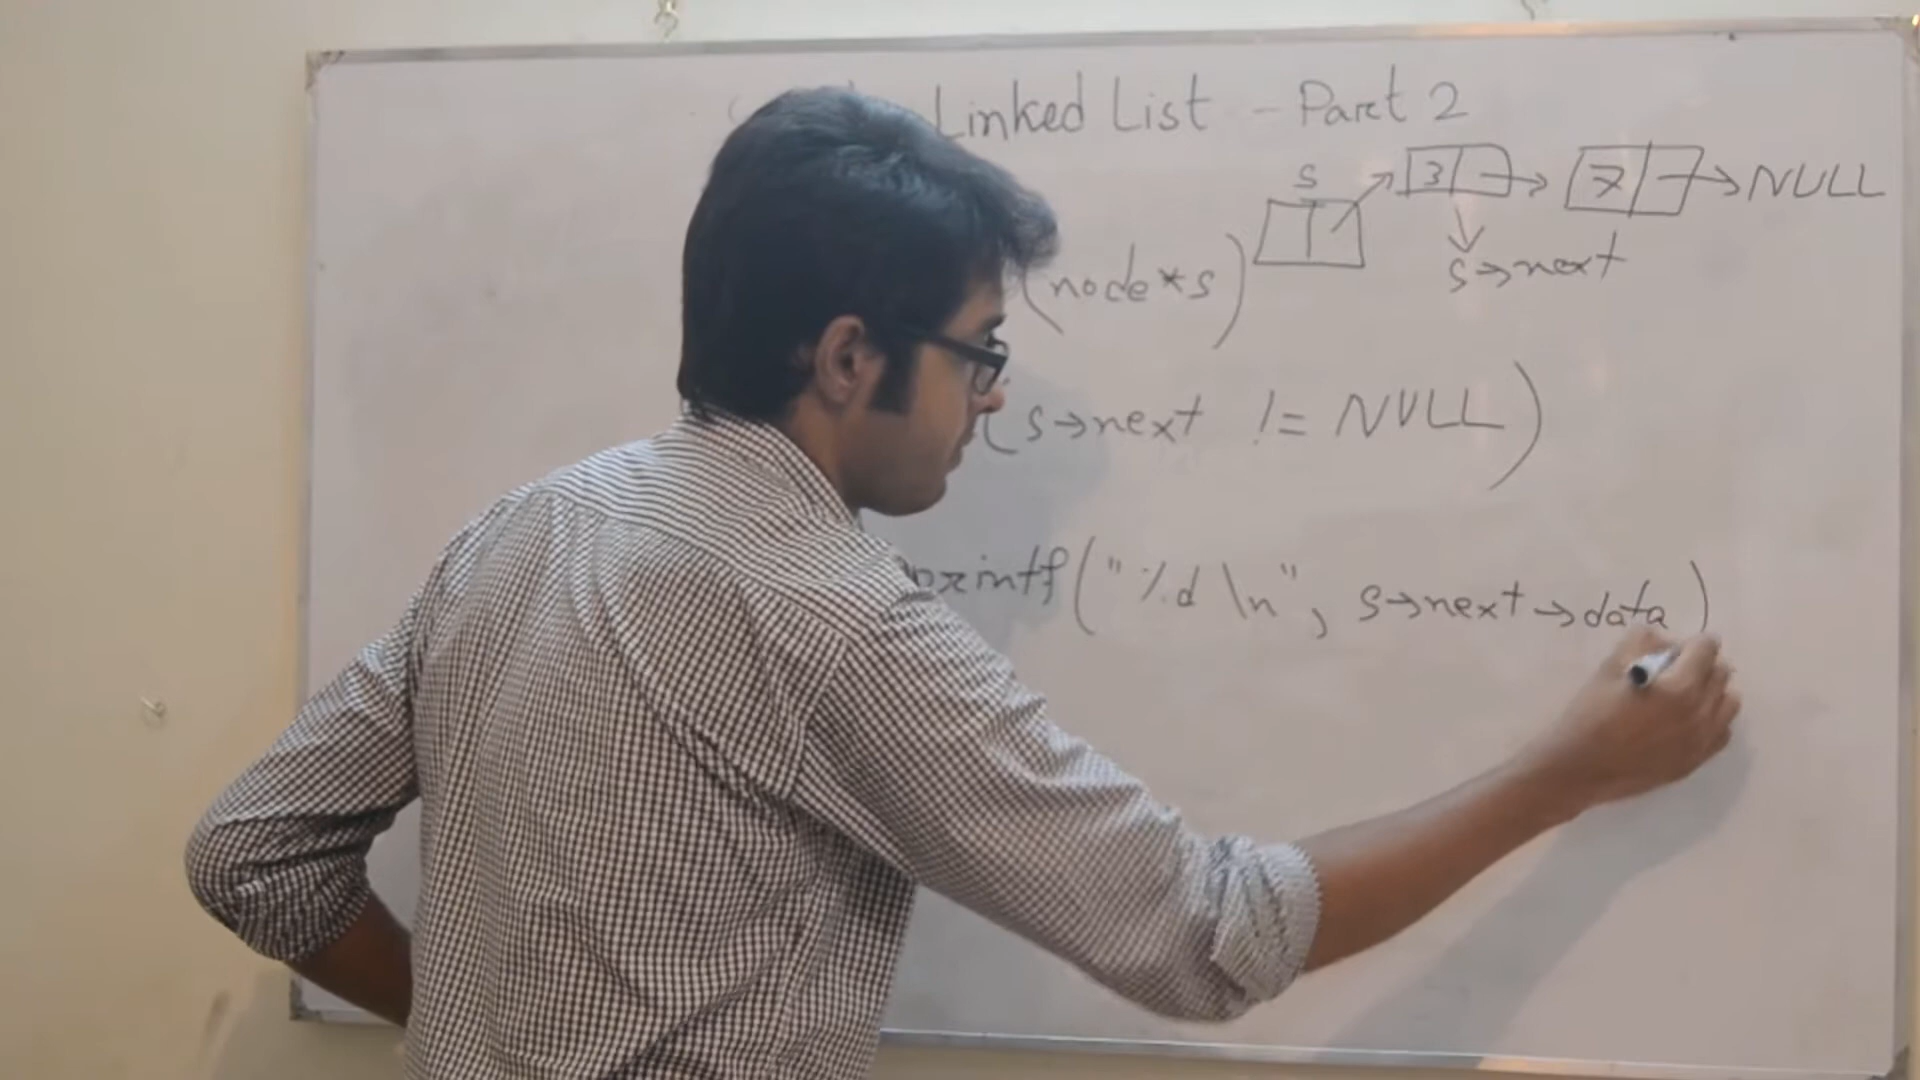 Linked List - Part 2
s 3 7 NULL
s→next
(node*s)
(s→next != NULL)
printf("%d \n", s→next→data)